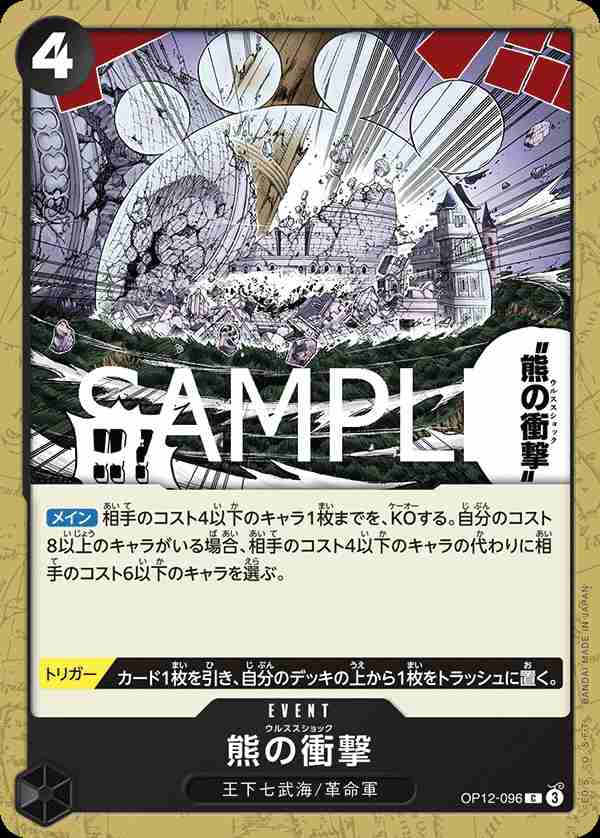 4
SAMPLE
"熊の衝撃"
ウルススショック
メイン 相手のコスト4以下のキャラ1枚までを、KOする。自分のコスト
8以上のキャラがいる場合、相手のコスト4以下のキャラの代わりに相
手のコスト6以下のキャラを選ぶ。
トリガー カード1枚を引き、自分のデッキの上から1枚をトラッシュに置く。
EVENT
ウルススショック
熊の衝撃
王下七武海/革命軍
OP12-096 C 3
BANDAI MADE IN JAPAN